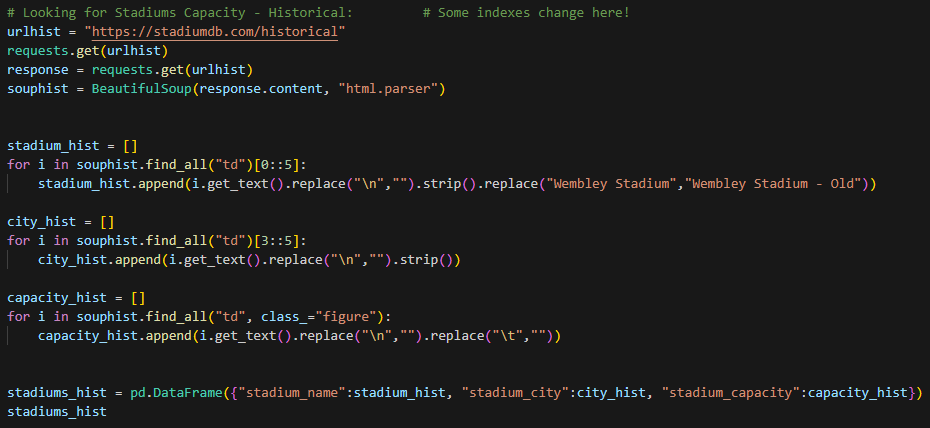 # Looking for Stadiums Capacity - Historical:         # Some indexes change here!
urlhist = "https://stadiumdb.com/historical"
requests.get(urlhist)
response = requests.get(urlhist)
souphist = BeautifulSoup(response.content, "html.parser")
stadium_hist = []
for i in souphist.find_all("td")[0::5]:
    stadium_hist.append(i.get_text().replace("\n","").strip().replace("Wembley Stadium","Wembley Stadium - Old"))
city_hist = []
for i in souphist.find_all("td")[3::5]:
    city_hist.append(i.get_text().replace("\n","").strip())
capacity_hist = []
for i in souphist.find_all("td", class_="figure"):
    capacity_hist.append(i.get_text().replace("\n","").replace("\t",""))
stadiums_hist = pd.DataFrame({"stadium_name":stadium_hist, "stadium_city":city_hist, "stadium_capacity":capacity_hist})
stadiums_hist